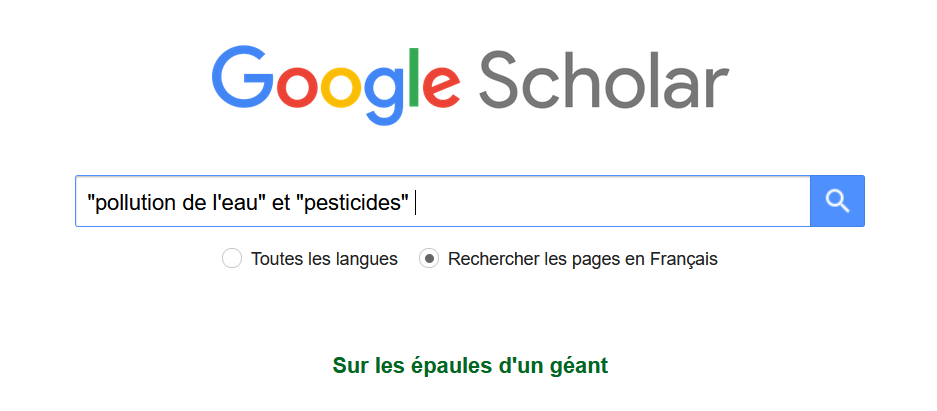 Google Scholar
"pollution de l'eau" et "pesticides"
Toutes les langues Rechercher les pages en Français
Sur les épaules d'un géant